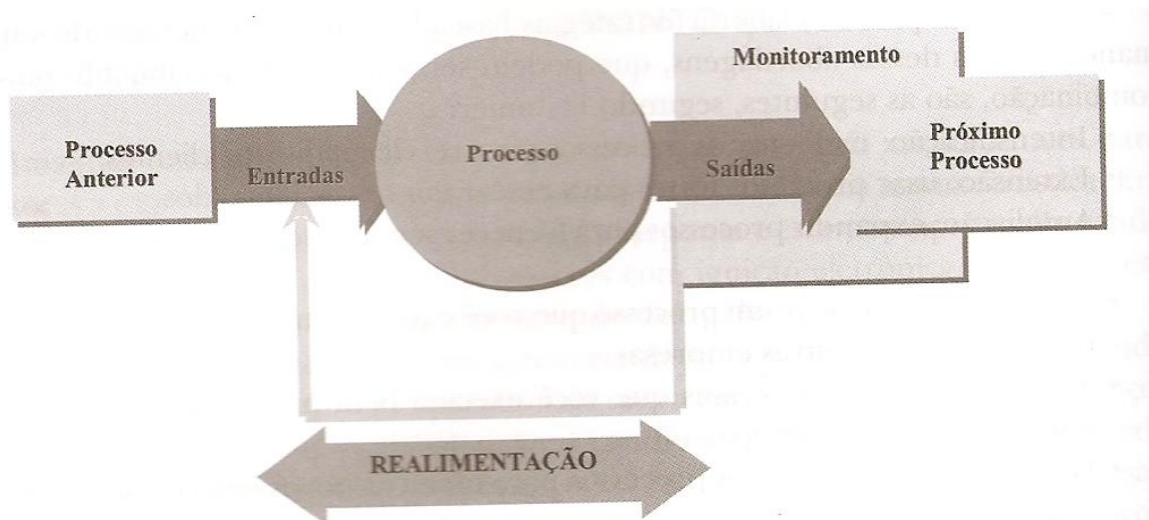 Monitoramento
Processo
Anterior
Entradas
Processo
Saídas
Próximo
Processo
REALIMENTAÇÃO